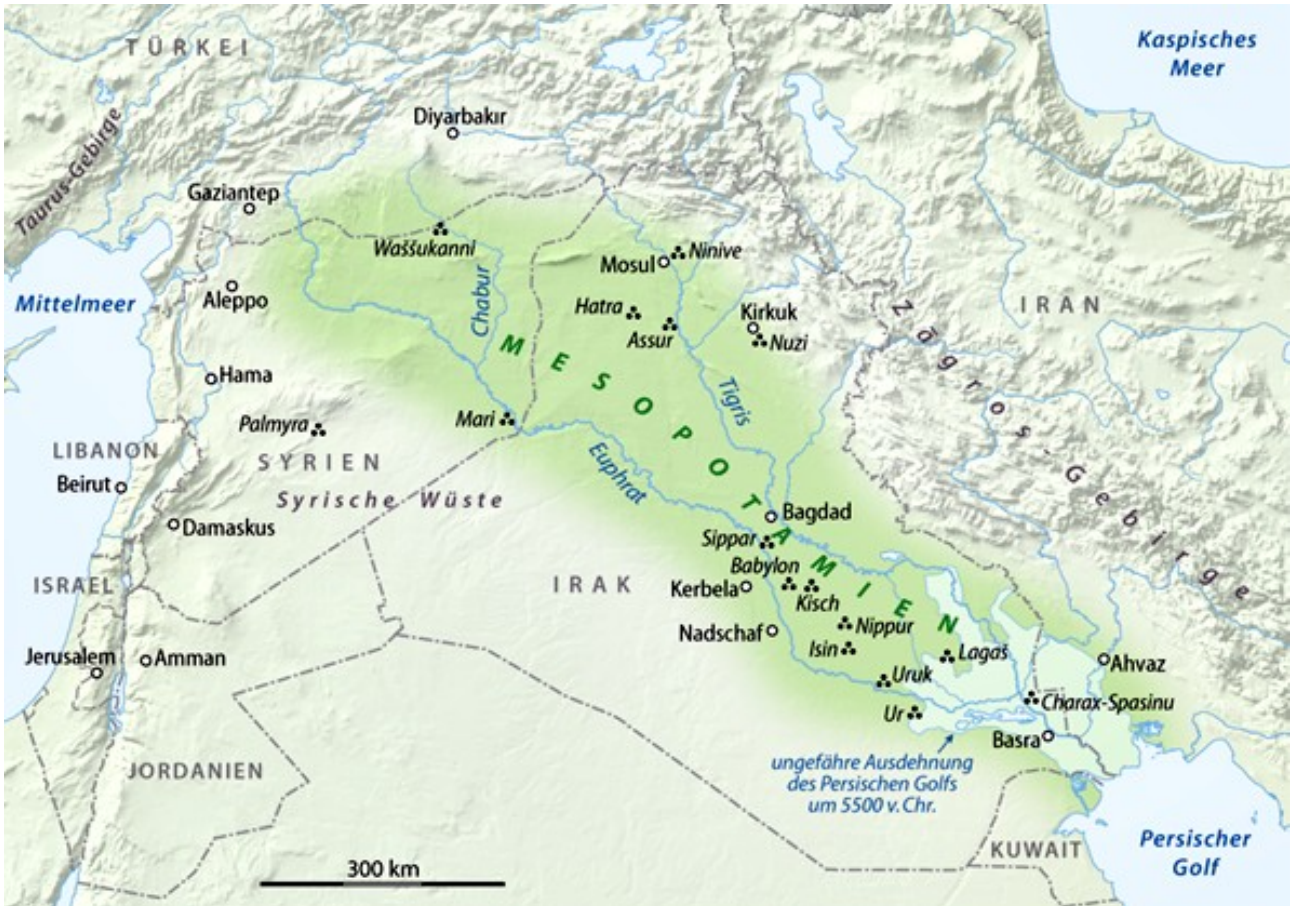 TÜRKEI
Kaspisches
Meer
Diyarbakır
Taurus-Gebirge
Gaziantep
Waššukanni
Ninive
Mosul
Mittelmeer
Aleppo
Chabur
Hatra
Assur
Kirkuk
Nuzi
IRAN
Zagros-Gebirge
MESOPOTAMIEN
Tigris
Hama
Palmyra
Mari
LIBANON
SYRIEN
Euphrat
Beirut
Syrische Wüste
Damaskus
Bagdad
Sippar
Babylon
ISRAEL
IRAK
Kerbela
Kisch
Nadschaf
Nippur
Isin
Lagaš
Jerusalem
Amman
Ahvaz
Uruk
Charax-Spasinu
Ur
Basra
ungefähre Ausdehnung
des Persischen Golfs
um 5500 v. Chr.
JORDANIEN
300 km
KUWAIT
Persischer
Golf